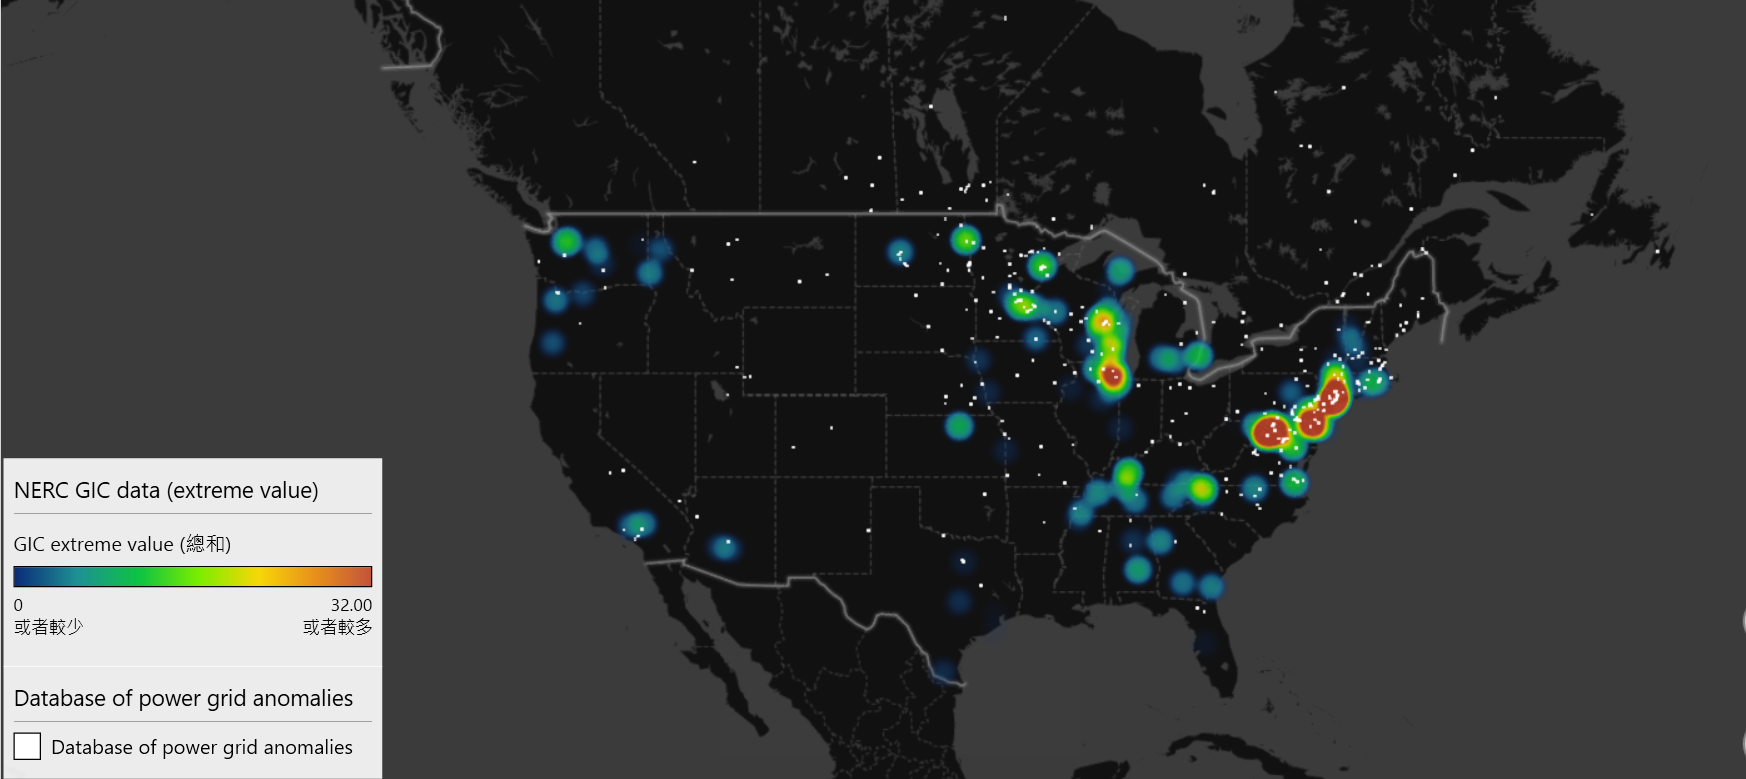 NERC GIC data (extreme value)
GIC extreme value (總和)
0 32.00
或者較少 或者較多
Database of power grid anomalies
Database of power grid anomalies